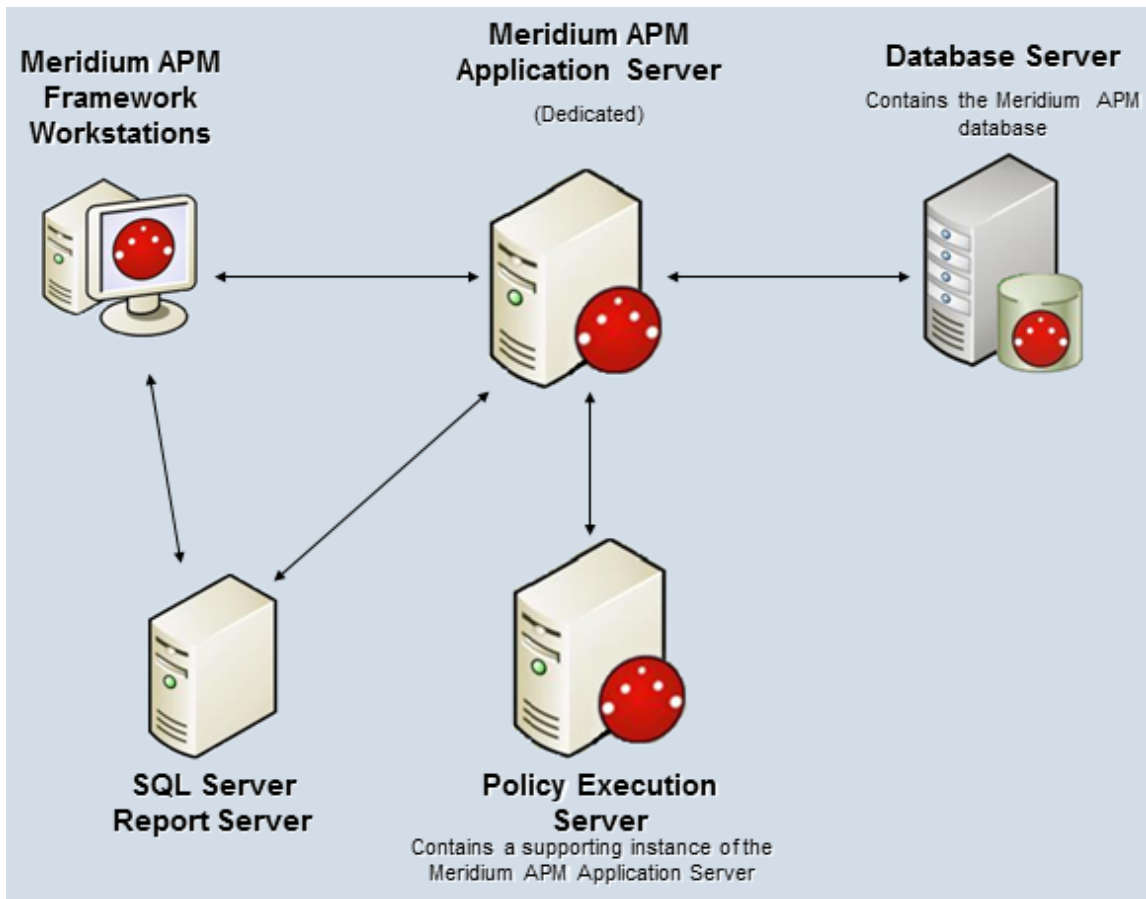 Meridium APM
Framework
Workstations
Meridium APM
Application Server
(Dedicated)
Database Server
Contains the Meridium APM
database
SQL Server
Report Server
Policy Execution
Server
Contains a supporting instance of the
Meridium APM Application Server